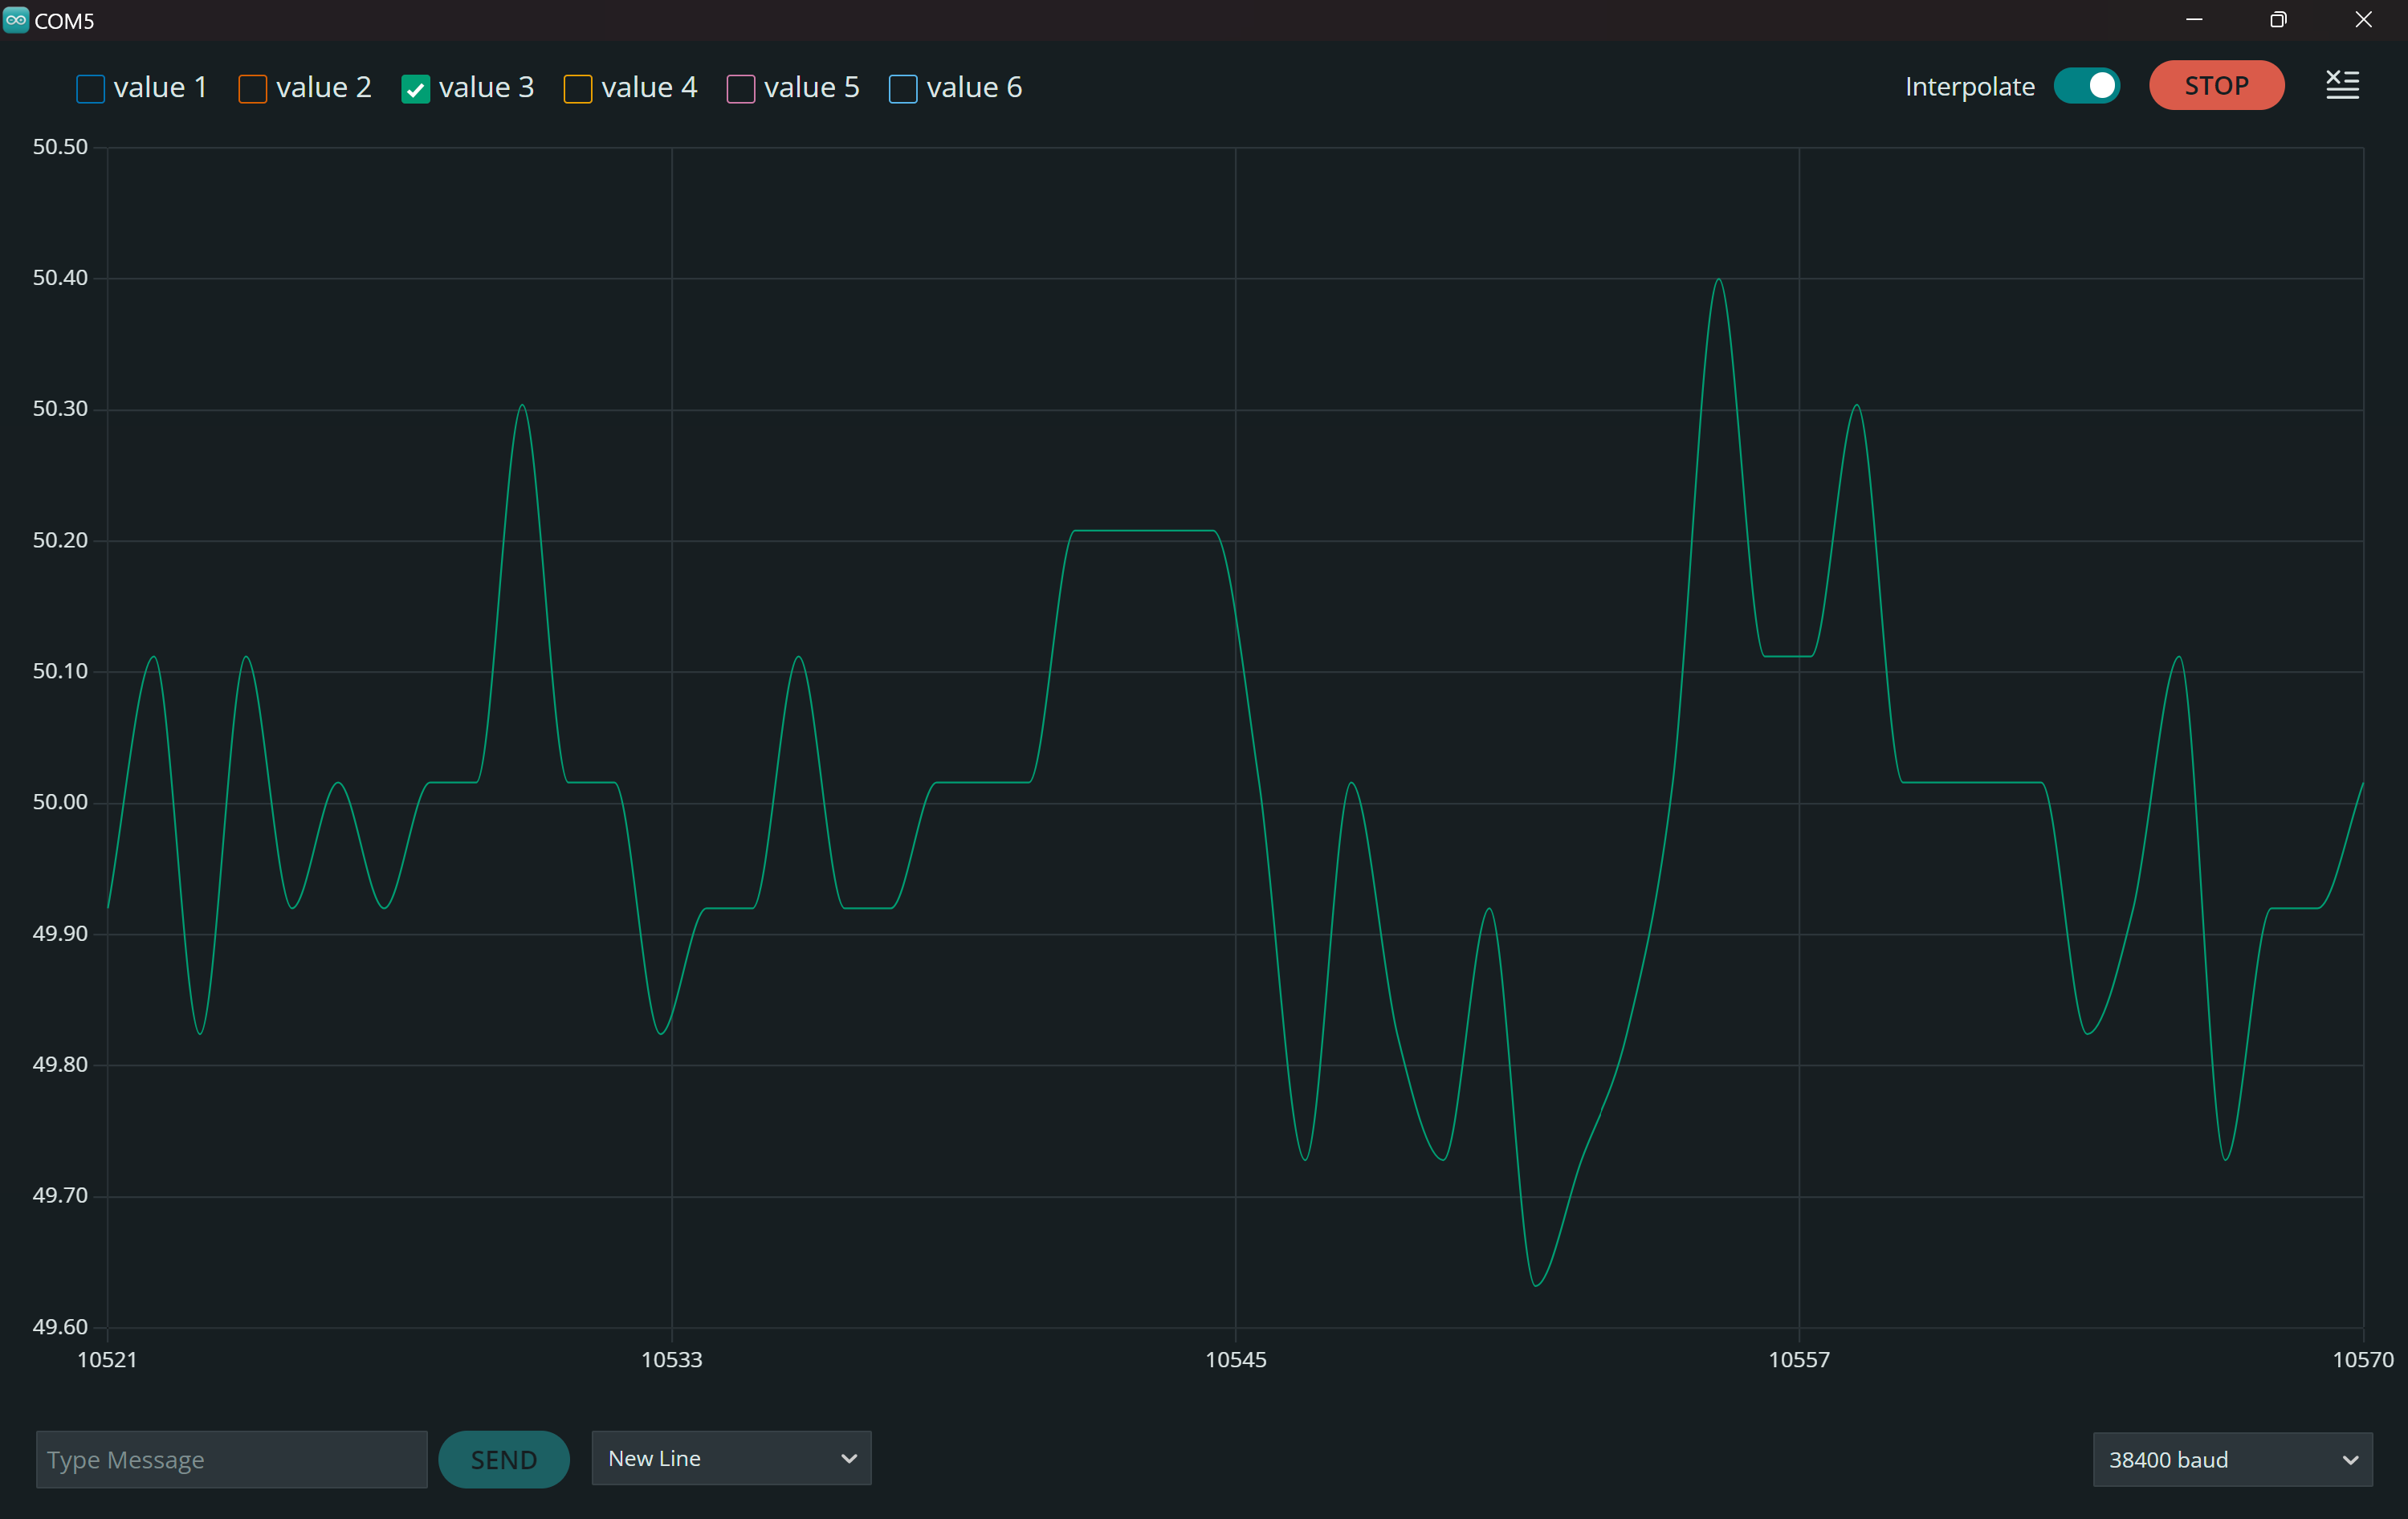 COM5
value 1 value 2 value 3 value 4 value 5 value 6 Interpolate STOP
50.50
50.40
50.30
50.20
50.10
50.00
49.90
49.80
49.70
49.60
10521 10533 10545 10557 10570
Type Message SEND New Line 38400 baud